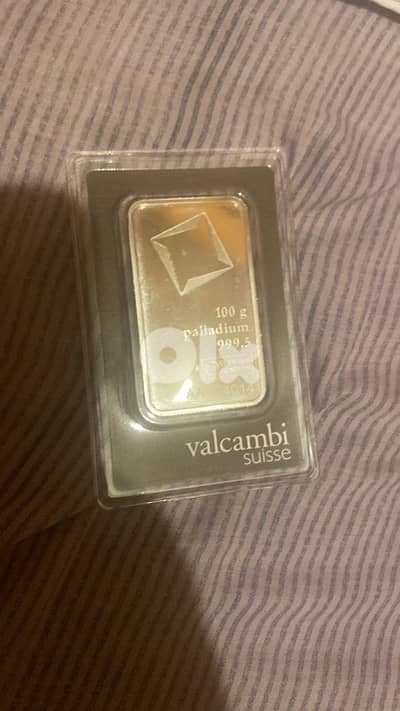 100 g
palladium
999,5
olx
valcambi
suisse